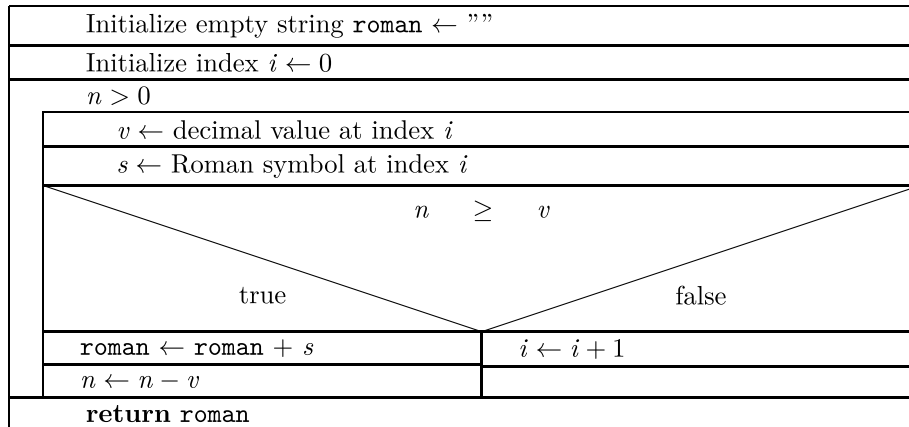 Initialize empty string roman ← ""
Initialize index i ← 0
n > 0
v ← decimal value at index i
s ← Roman symbol at index i
n ≥ v
true false
roman ← roman + s i ← i + 1
n ← n − v
return roman